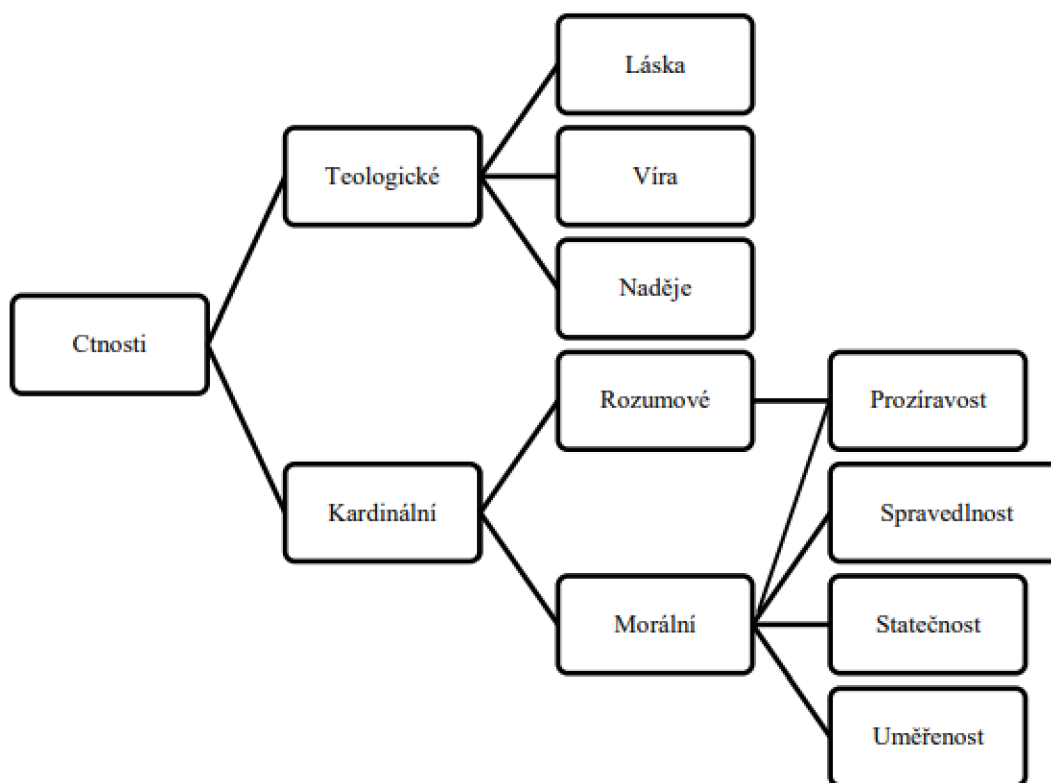 Láska
Teologické
Víra
Naděje
Ctnosti
Rozumové
Prozíravost
Kardinální
Spravedlnost
Morální
Statečnost
Uměřenost